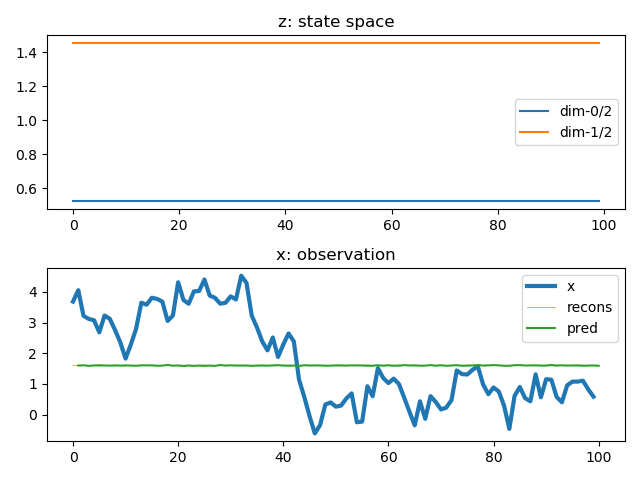 z: state space
1.4
1.2
1.0
0.8
0.6
dim-0/2
dim-1/2
0 20 40 60 80 100
x: observation
4
3
2
1
0
x
recons
pred
0 20 40 60 80 100